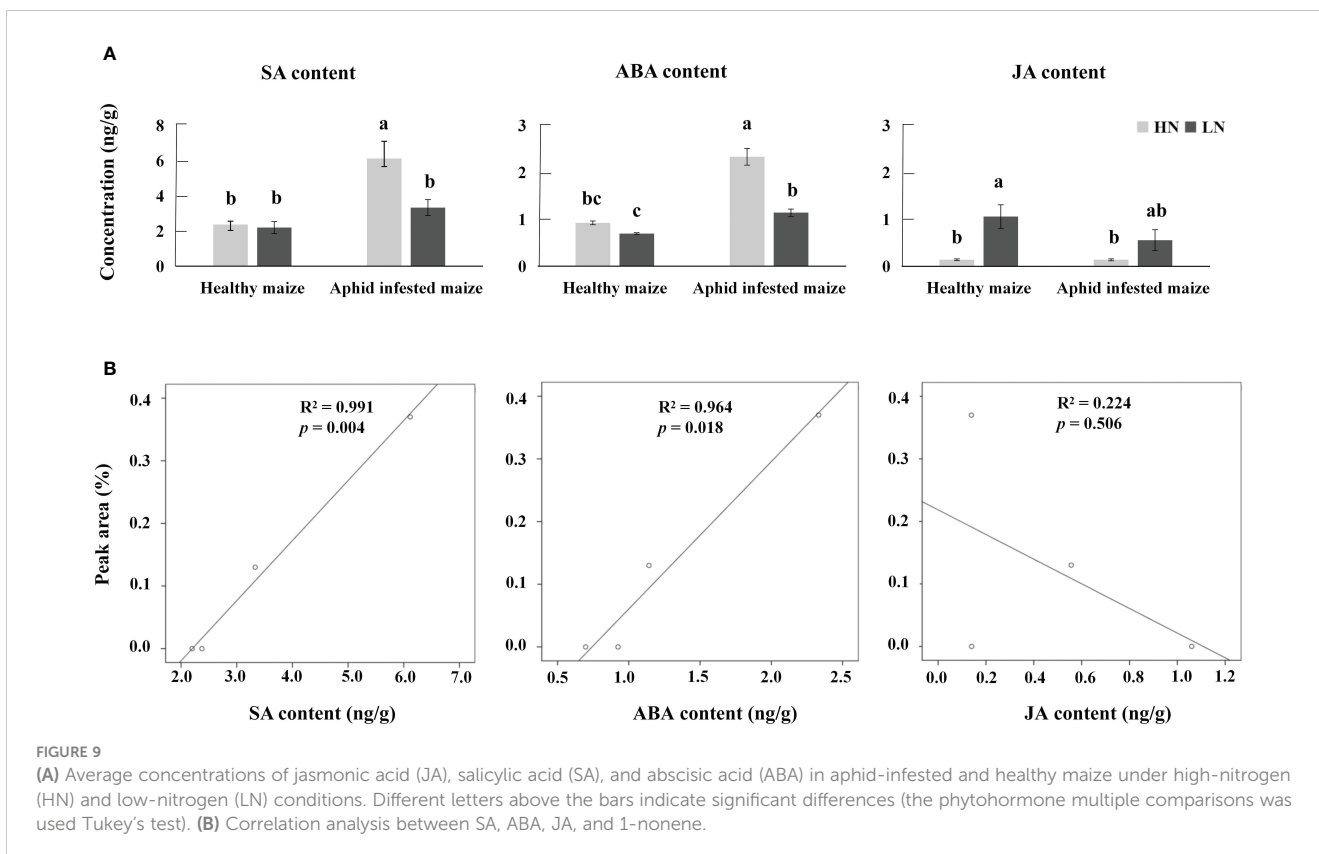 A
SA content
ABA content
JA content
Concentration (ng/g)
8
6
4
2
0
b
b
a
b
Healthy maize
Aphid infested maize
3
2
1
0
bc
c
a
b
Healthy maize
Aphid infested maize
3
2
1
0
b
a
b
ab
HN LN
Healthy maize
Aphid infested maize
B
Peak area (%)
0.4
0.3
0.2
0.1
0.0
R² = 0.991
p = 0.004
2.0 3.0 4.0 5.0 6.0 7.0
SA content (ng/g)
0.4
0.3
0.2
0.1
0.0
R² = 0.964
p = 0.018
0.5 1.0 1.5 2.0 2.5
ABA content (ng/g)
0.4
0.3
0.2
0.1
0.0
R² = 0.224
p = 0.506
0.0 0.2 0.4 0.6 0.8 1.0 1.2
JA content (ng/g)
FIGURE 9
(A) Average concentrations of jasmonic acid (JA), salicylic acid (SA), and abscisic acid (ABA) in aphid-infested and healthy maize under high-nitrogen
(HN) and low-nitrogen (LN) conditions. Different letters above the bars indicate significant differences (the phytohormone multiple comparisons was
used Tukey's test). (B) Correlation analysis between SA, ABA, JA, and 1-nonene.